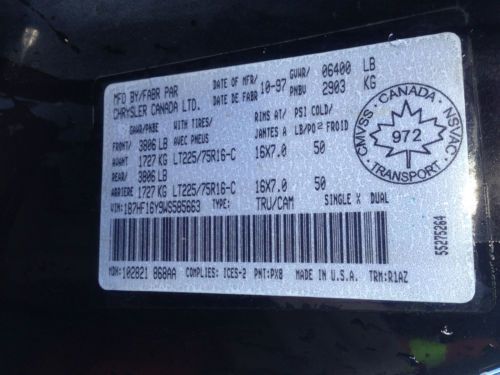 MFD BY/FABR PAR DATE OF MFR/ 10-97 GVWR/ 06400 LB
CHRYSLER CANADA LTD. DATE DE FABR PNBV 2903 KG
GVWR/PNBE WITH TIRES/ RIMS AT/ PSI COLD/
FRONT/ 3806 LB AVEC PNEUS JANTES A LB/PO² FROID
AVANT 1727 KG LT225/75R16-C 16X7.0 50
REAR/ 3806 LB
ARRIERE 1727 KG LT225/75R16-C 16X7.0 50
VIN: 1B7HF16Y9WS585663 TYPE: TRU/CAM SINGLE X DUAL
MDH: 102821 868AA COMPLIES: ICES-2 PNT: PX8 MADE IN U.S.A. TRM: R1AZ
CMVSS · CANADA · NSVAC
972
TRANSPORT
55275264